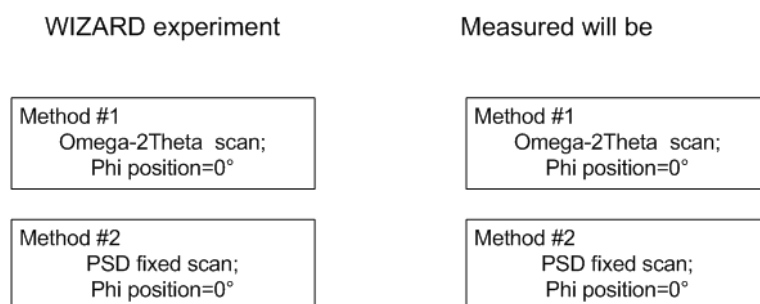 WIZARD experiment
Measured will be
Method #1
Omega-2Theta scan;
Phi position=0°
Method #1
Omega-2Theta scan;
Phi position=0°
Method #2
PSD fixed scan;
Phi position=0°
Method #2
PSD fixed scan;
Phi position=0°